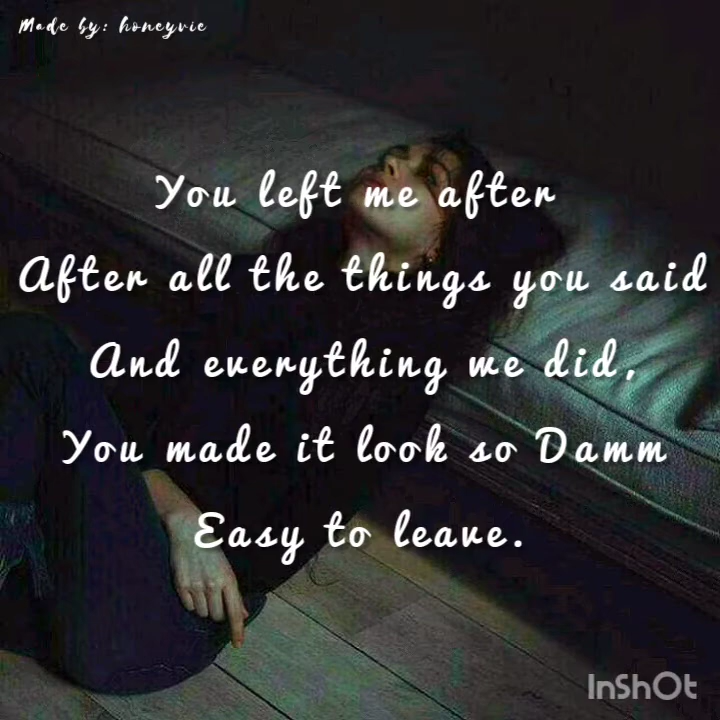 Made by: honeyvie
You left me after
After all the things you said
And everything we did,
You made it look so Damm
Easy to leave.
InShOt